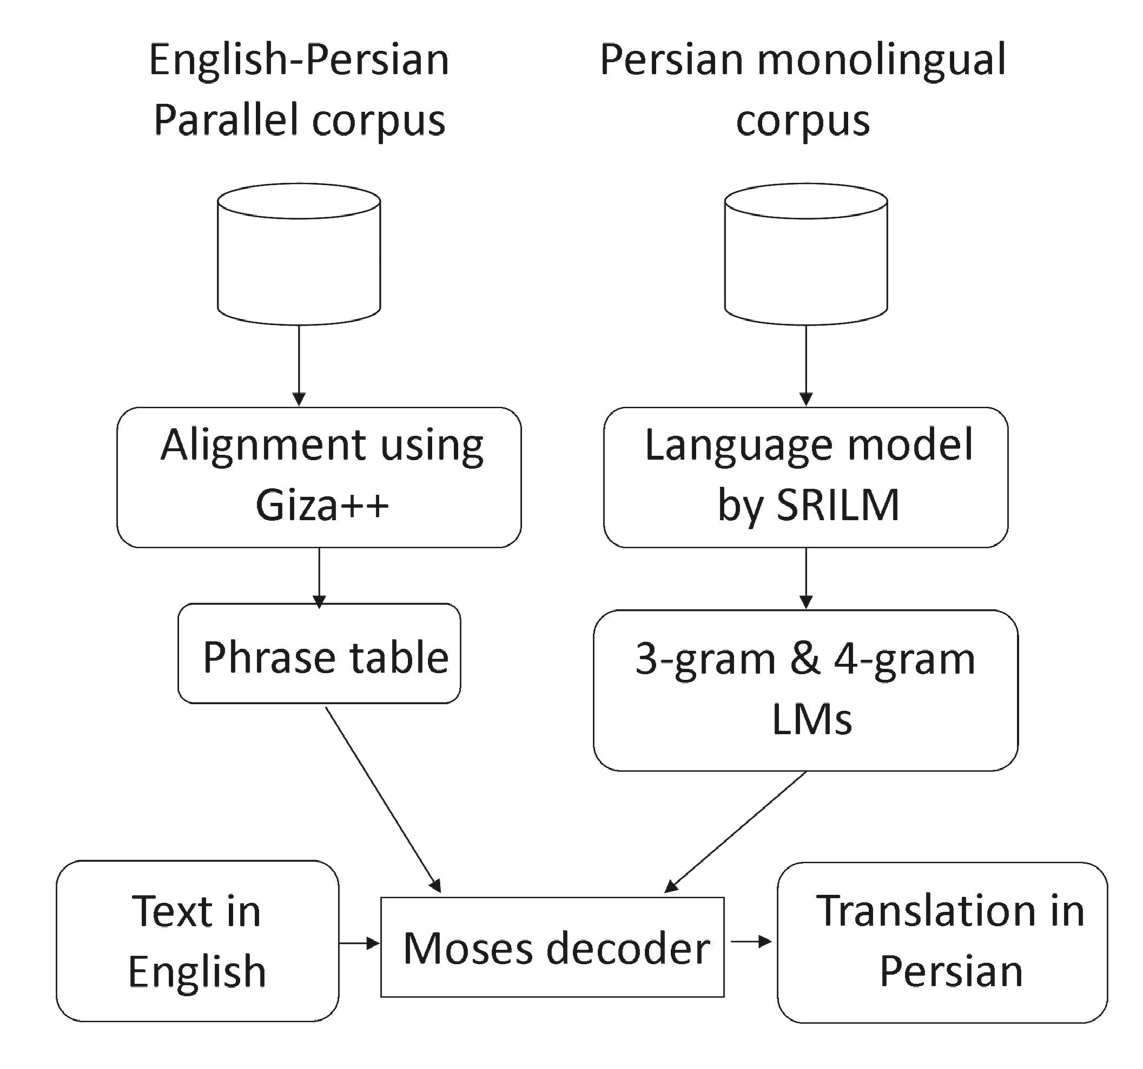 English-Persian
Parallel corpus
Persian monolingual
corpus
Alignment using
Giza++
Language model
by SRILM
Phrase table
3-gram & 4-gram
LMs
Text in
English
Moses decoder
Translation in
Persian